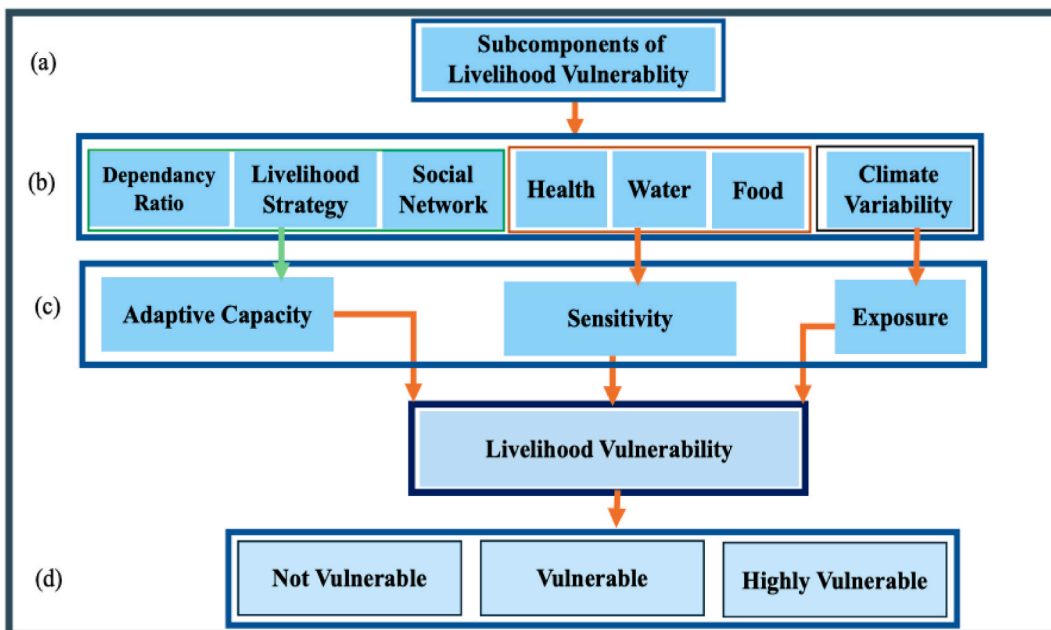 (a)
Subcomponents of
Livelihood Vulnerablity
(b)
Dependancy
Ratio
Livelihood
Strategy
Social
Network
Health
Water
Food
Climate
Variability
(c)
Adaptive Capacity
Sensitivity
Exposure
Livelihood Vulnerability
(d)
Not Vulnerable
Vulnerable
Highly Vulnerable